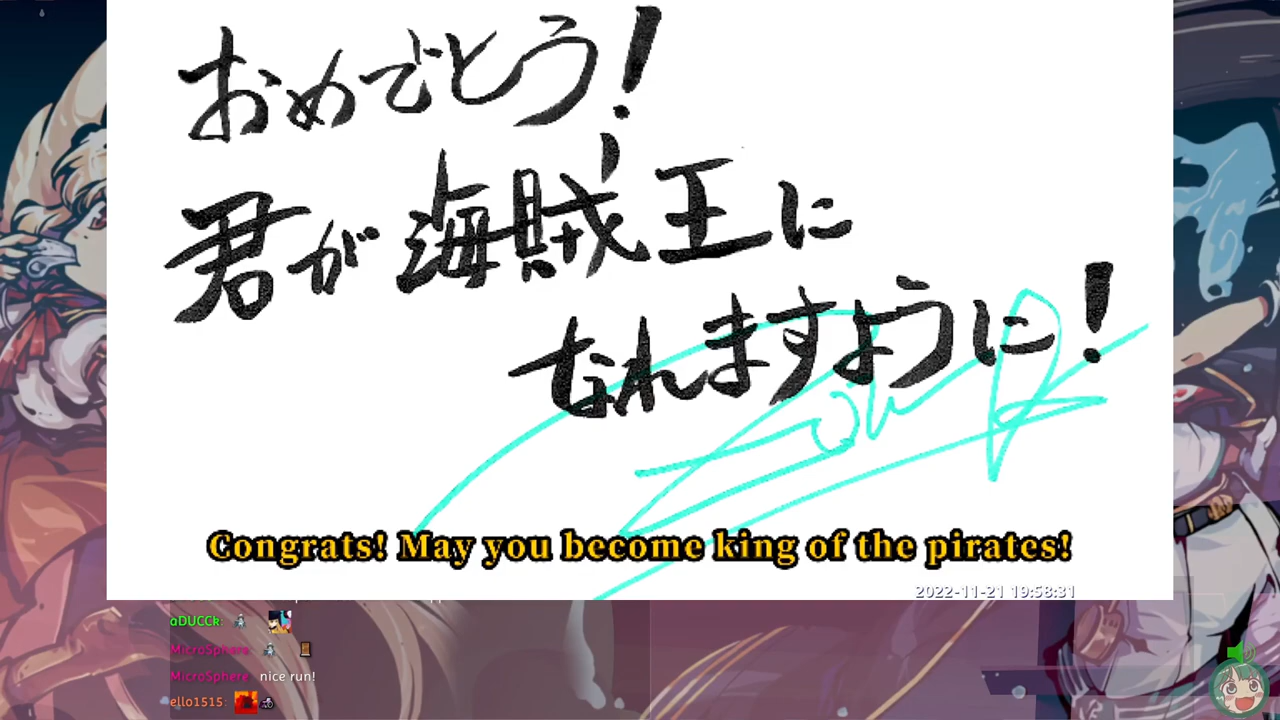 おめでとう！
君が海賊王に
なれますように！
Congrats! May you become king of the pirates!
2022-11-21 19:58:31
aDUCCk:
MicroSphere
MicroSphere nice run!
ello1515: